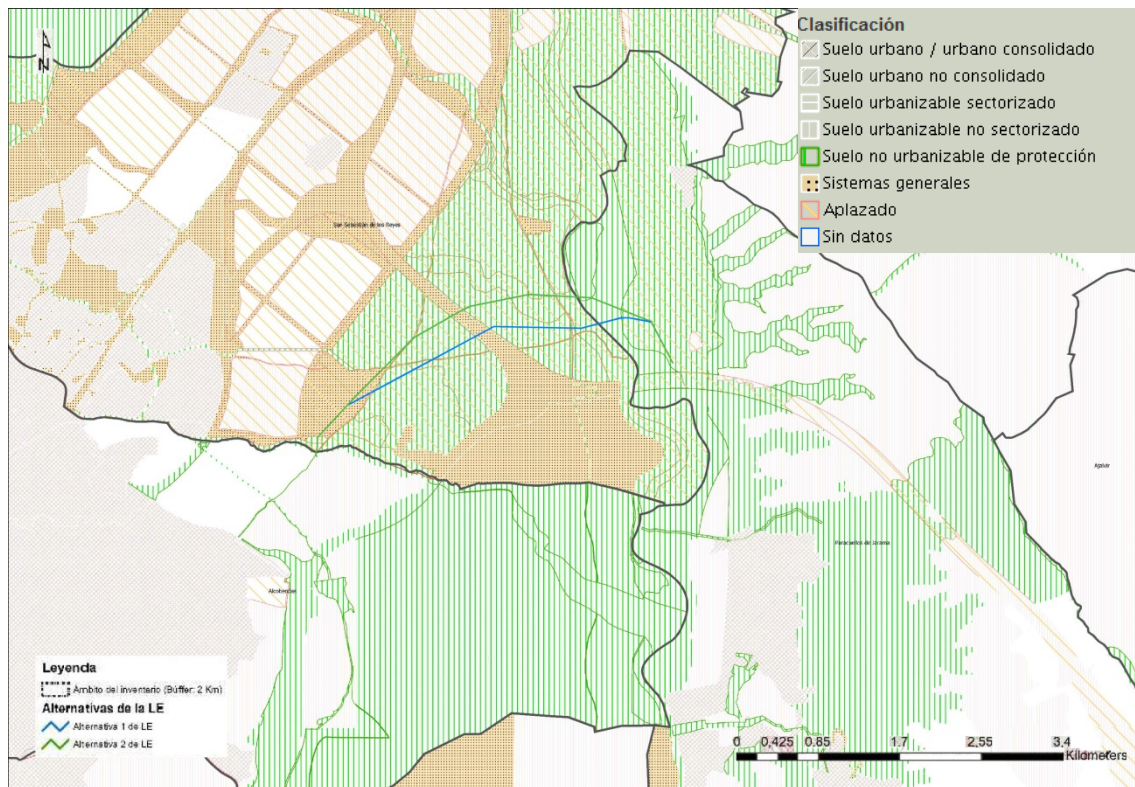 N
Clasificación
Suelo urbano / urbano consolidado
Suelo urbano no consolidado
Suelo urbanizable sectorizado
Suelo urbanizable no sectorizado
Suelo no urbanizable de protección
Sistemas generales
Aplazado
Sin datos
San Sebastián de los Reyes
Ajalvir
Paracuellos de Jarama
Alcobendas
Leyenda
Ámbito del inventario (Búffer: 2 Km)
Alternativas de la LE
Alternativa 1 de LE
Alternativa 2 de LE
0 0,425 0,85 1,7 2,55 3,4
Kilometers